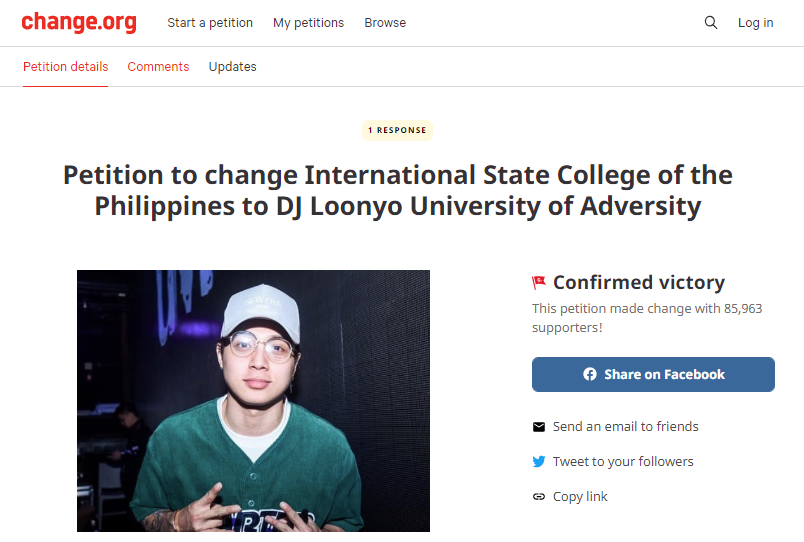 change.org
Start a petition
My petitions
Browse
Log in
Petition details
Comments
Updates
1 RESPONSE
Petition to change International State College of the
Philippines to DJ Loonyo University of Adversity
Confirmed victory
This petition made change with 85,963
supporters!
Share on Facebook
Send an email to friends
Tweet to your followers
Copy link